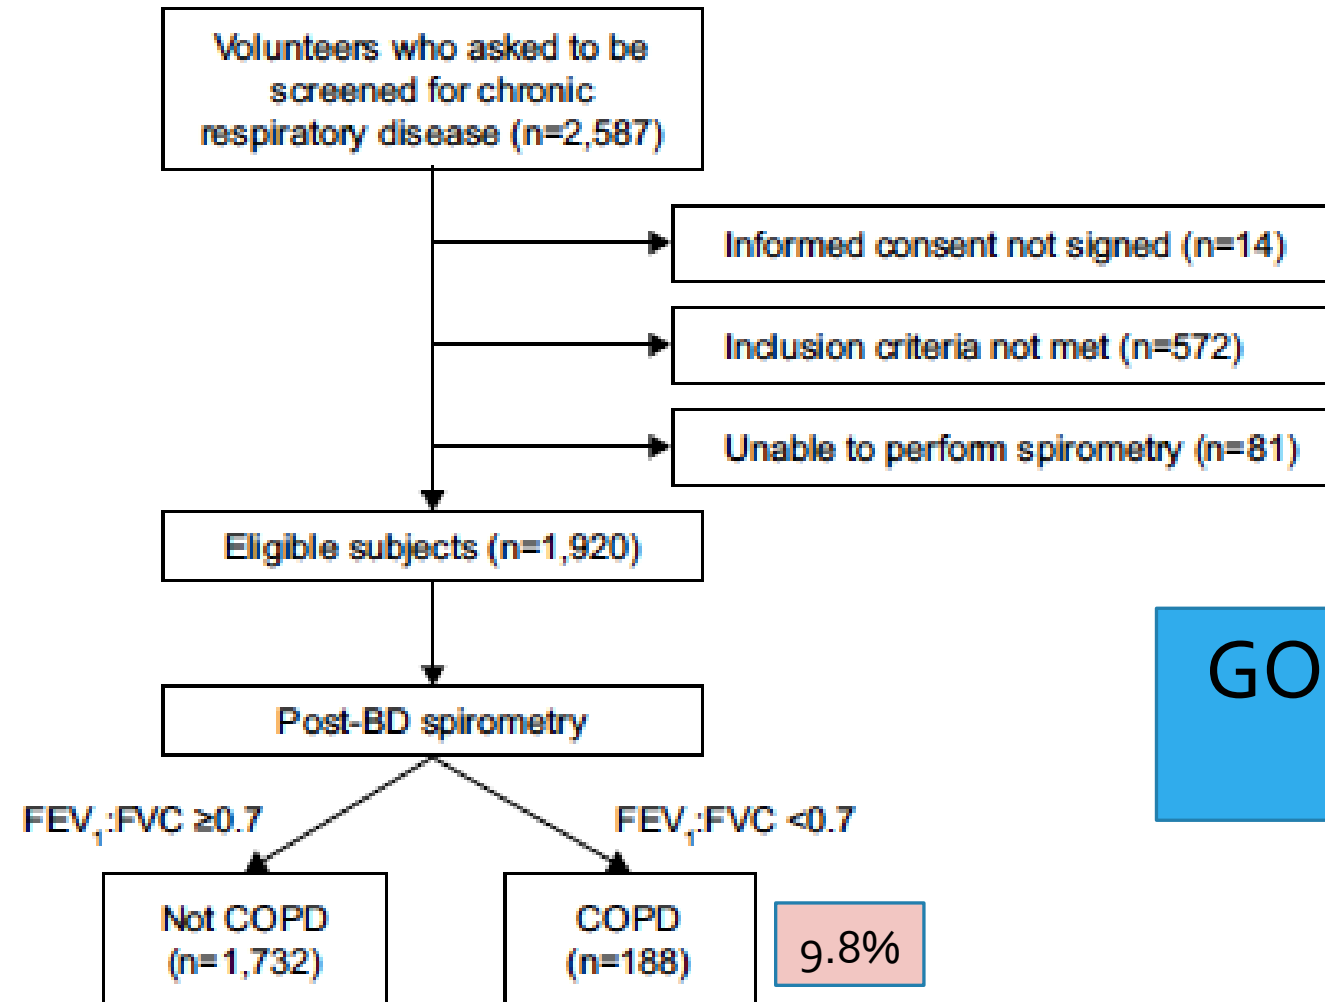 Volunteers who asked to be
screened for chronic
respiratory disease (n=2,587)
Informed consent not signed (n=14)
Inclusion criteria not met (n=572)
Unable to perform spirometry (n=81)
Eligible subjects (n=1,920)
GO
Post-BD spirometry
FEV₁:FVC ≥0.7
FEV₁:FVC <0.7
Not COPD
(n=1,732)
COPD
(n=188)
9.8%